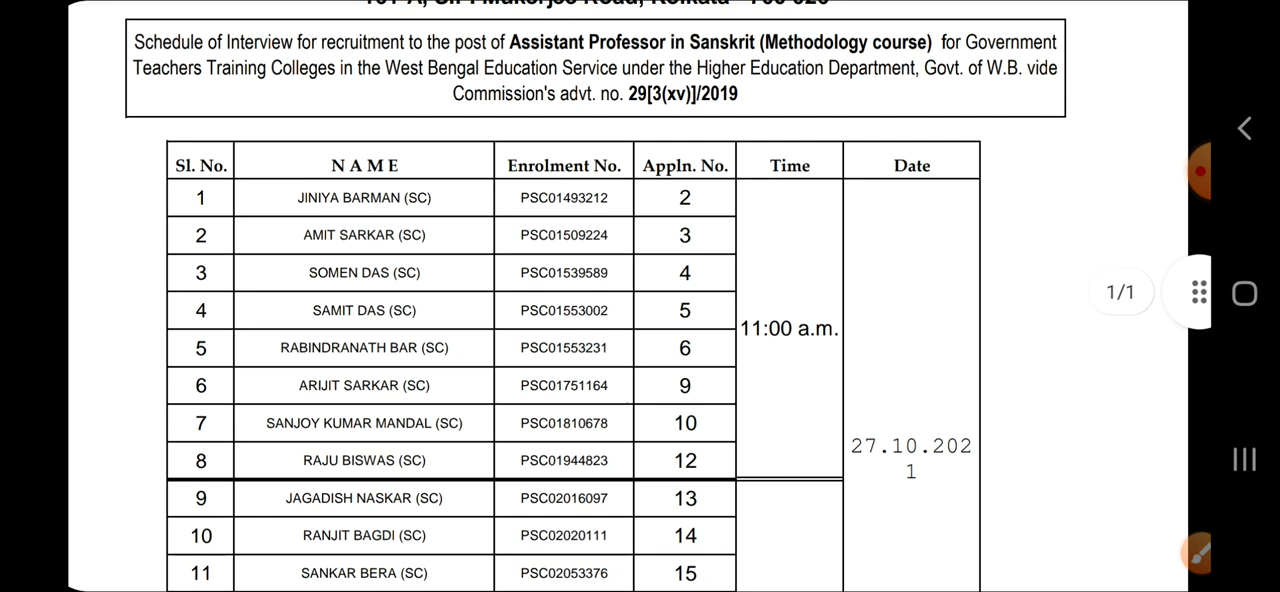 Schedule of Interview for recruitment to the post of Assistant Professor in Sanskrit (Methodology course) for Government
Teachers Training Colleges in the West Bengal Education Service under the Higher Education Department, Govt. of W.B. vide
Commission's advt. no. 29[3(xv)]/2019
Sl. No. N A M E Enrolment No. Appln. No. Time Date
1 JINIYA BARMAN (SC) PSC01493212 2
2 AMIT SARKAR (SC) PSC01509224 3
3 SOMEN DAS (SC) PSC01539589 4
1/1
4 SAMIT DAS (SC) PSC01553002 5
11:00 a.m.
5 RABINDRANATH BAR (SC) PSC01553231 6
6 ARIJIT SARKAR (SC) PSC01751164 9
7 SANJOY KUMAR MANDAL (SC) PSC01810678 10
27.10.202
1
8 RAJU BISWAS (SC) PSC01944823 12
9 JAGADISH NASKAR (SC) PSC02016097 13
10 RANJIT BAGDI (SC) PSC02020111 14
11 SANKAR BERA (SC) PSC02053376 15